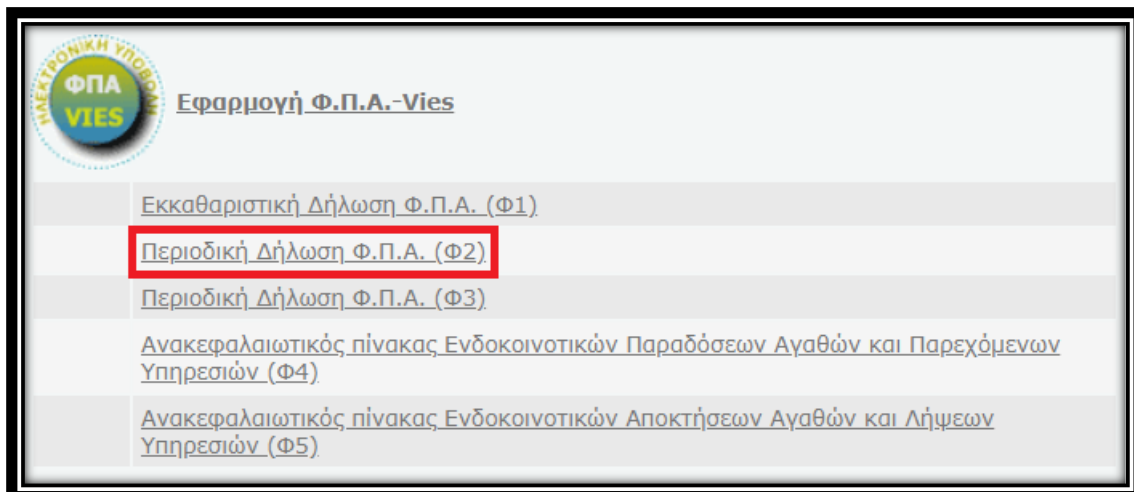 ΗΛΕΚΤΡΟΝΙΚΗ ΥΠΟΒΟΛΗ
ΦΠΑ
VIES
Εφαρμογή Φ.Π.Α.-Vies
Εκκαθαριστική Δήλωση Φ.Π.Α. (Φ1)
Περιοδική Δήλωση Φ.Π.Α. (Φ2)
Περιοδική Δήλωση Φ.Π.Α. (Φ3)
Ανακεφαλαιωτικός πίνακας Ενδοκοινοτικών Παραδόσεων Αγαθών και Παρεχόμενων
Υπηρεσιών (Φ4)
Ανακεφαλαιωτικός πίνακας Ενδοκοινοτικών Αποκτήσεων Αγαθών και Λήψεων
Υπηρεσιών (Φ5)